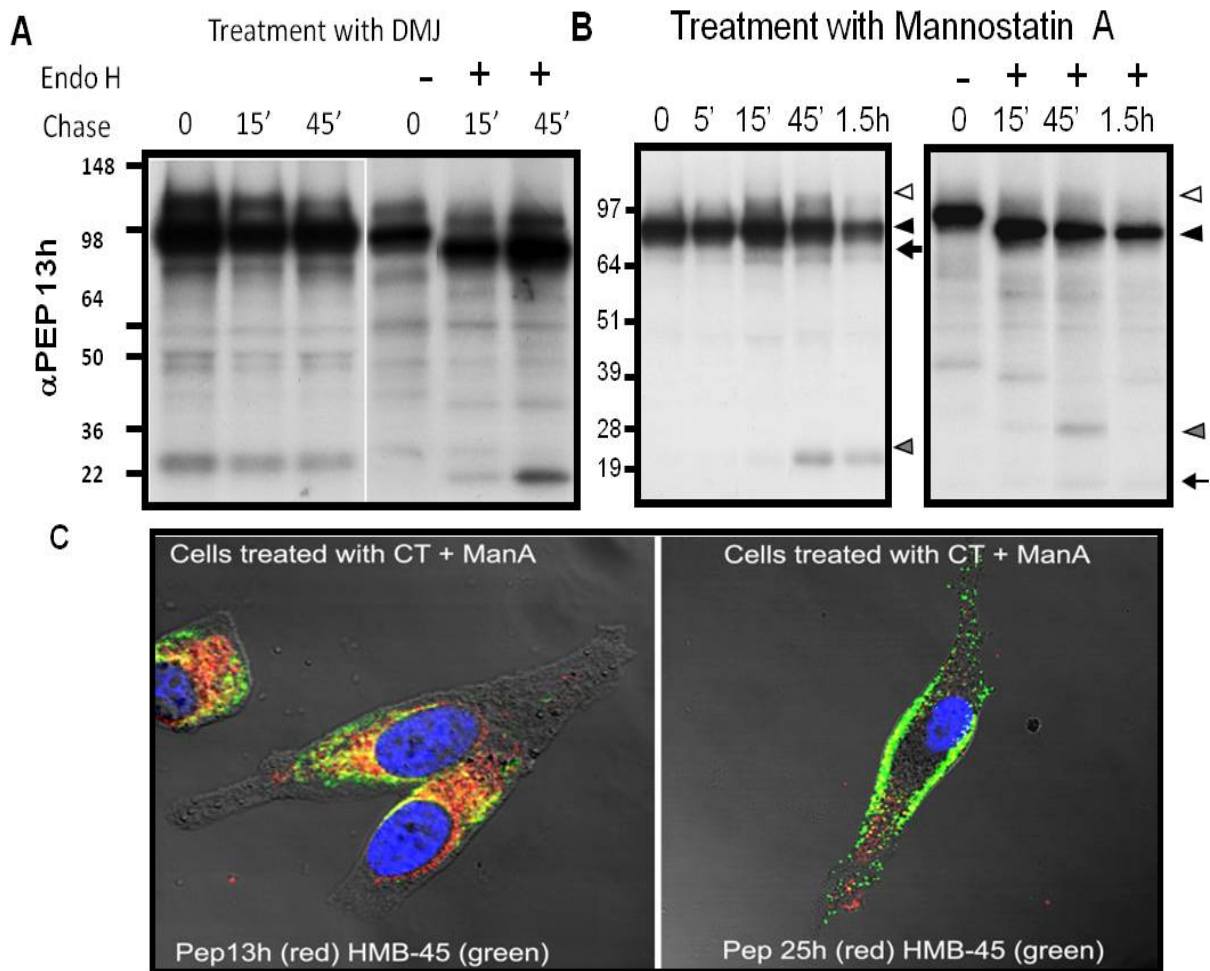 A
Treatment with DMJ
Endo H - + +
Chase 0 15’ 45’ 0 15’ 45’
148
98
64
50
36
22
αPEP13h
B
Treatment with Mannostatin A
- + + +
0 5’ 15’ 45’ 1.5h 0 15’ 45’ 1.5h
97
64
51
39
28
19
C
Cells treated with CT + ManA
Pep13h (red) HMB-45 (green)
Cells treated with CT + ManA
Pep 25h (red) HMB-45 (green)